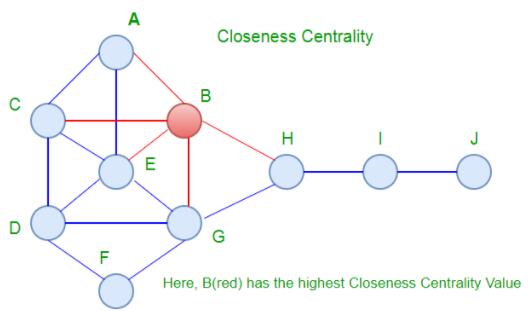 A
Closeness Centrality
B
C
H
I
J
E
D
G
F
Here, B(red) has the highest Closeness Centrality Value